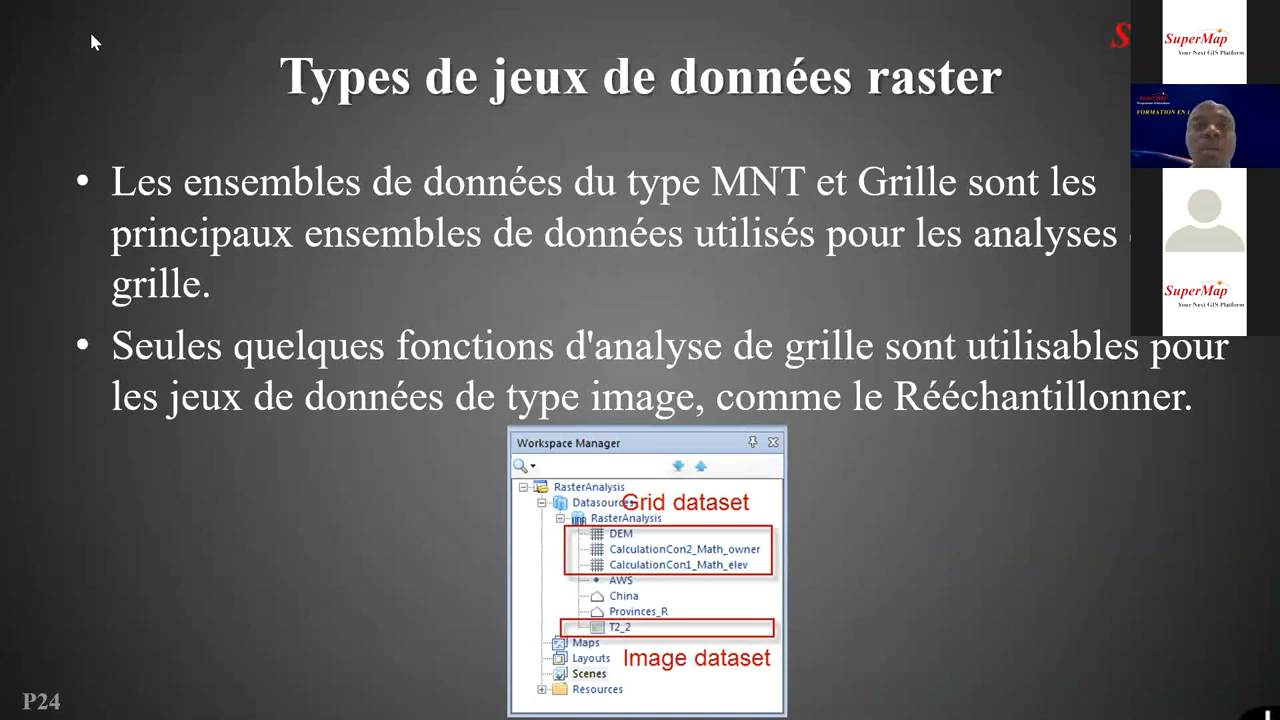 Types de jeux de données raster
S
SuperMap
Your Next GIS Platform
FORMATION EN
• Les ensembles de données du type MNT et Grille sont les
principaux ensembles de données utilisés pour les analyses
grille.
SuperMap
Your Next GIS Platform
• Seules quelques fonctions d'analyse de grille sont utilisables pour
les jeux de données de type image, comme le Rééchantillonner.
Workspace Manager
RasterAnalysis
Datasources
Grid dataset
RasterAnalysis
DEM
CalculationCon2_Math_owner
CalculationCon1_Math_elev
AWS
China
Provinces_R
T2_2
Maps
Layouts
Image dataset
Scenes
Resources
P24